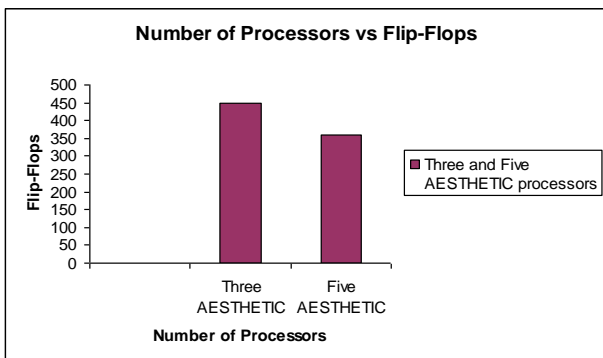 Number of Processors vs Flip-Flops
Flip-Flops
500
450
400
350
300
250
200
150
100
50
0
Three
AESTHETIC
Five
AESTHETIC
Number of Processors
Three and Five
AESTHETIC processors